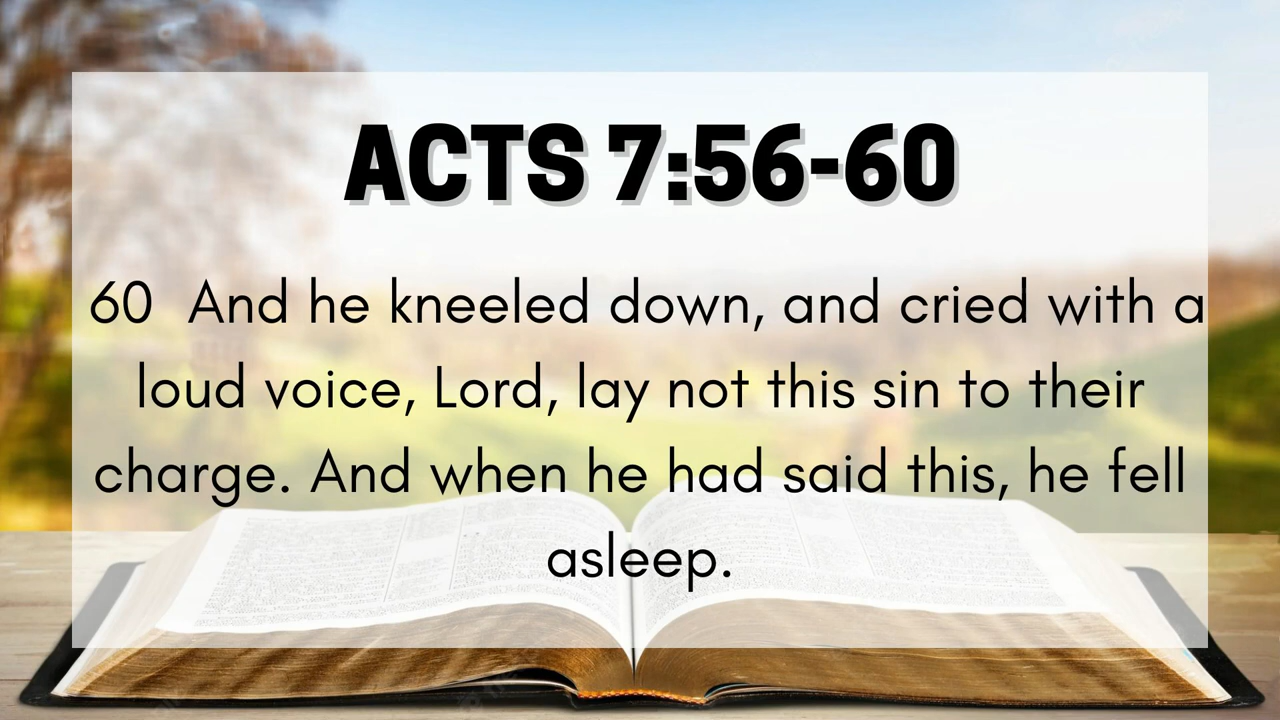 ACTS 7:56-60
60 And he kneeled down, and cried with a
loud voice, Lord, lay not this sin to their
charge. And when he had said this, he fell
asleep.